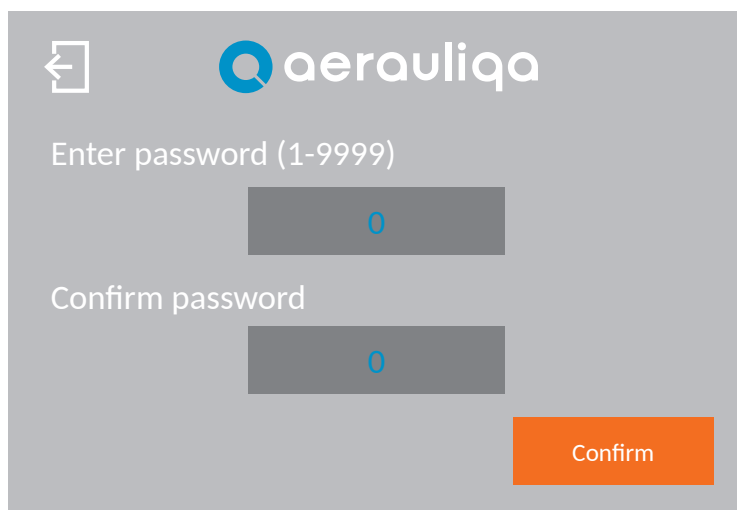 aerauliqa
Enter password (1-9999)
0
Confirm password
0
Confirm